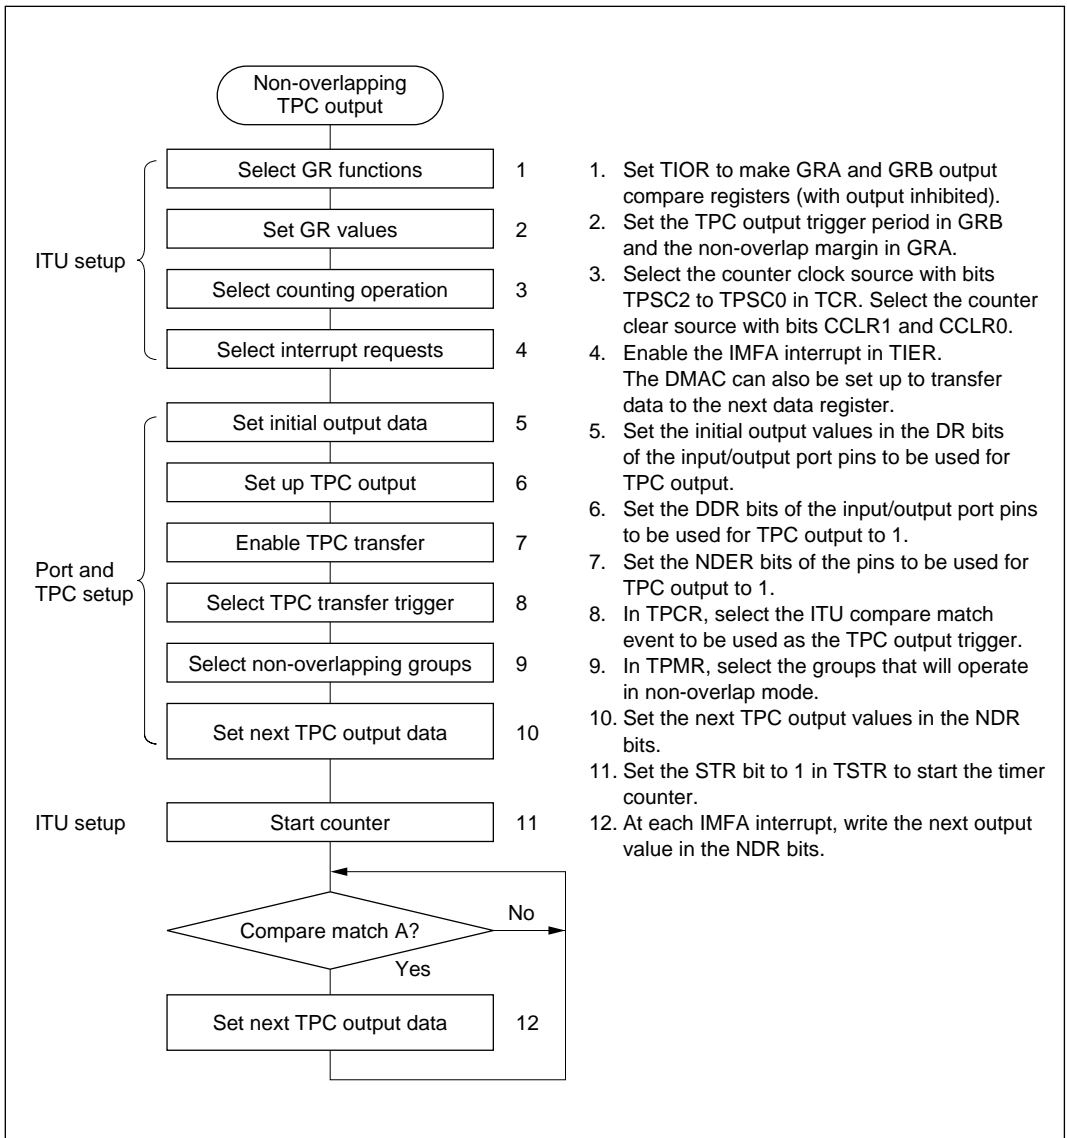 Non-overlapping
TPC output
ITU setup
Select GR functions 1
Set GR values 2
Select counting operation 3
Select interrupt requests 4
Port and
TPC setup
Set initial output data 5
Set up TPC output 6
Enable TPC transfer 7
Select TPC transfer trigger 8
Select non-overlapping groups 9
Set next TPC output data 10
ITU setup
Start counter 11
Compare match A?
No
Yes
Set next TPC output data 12
1. Set TIOR to make GRA and GRB output
compare registers (with output inhibited).
2. Set the TPC output trigger period in GRB
and the non-overlap margin in GRA.
3. Select the counter clock source with bits
TPSC2 to TPSC0 in TCR. Select the counter
clear source with bits CCLR1 and CCLR0.
4. Enable the IMFA interrupt in TIER.
The DMAC can also be set up to transfer
data to the next data register.
5. Set the initial output values in the DR bits
of the input/output port pins to be used for
TPC output.
6. Set the DDR bits of the input/output port pins
to be used for TPC output to 1.
7. Set the NDER bits of the pins to be used for
TPC output to 1.
8. In TPCR, select the ITU compare match
event to be used as the TPC output trigger.
9. In TPMR, select the groups that will operate
in non-overlap mode.
10. Set the next TPC output values in the NDR
bits.
11. Set the STR bit to 1 in TSTR to start the timer
counter.
12. At each IMFA interrupt, write the next output
value in the NDR bits.